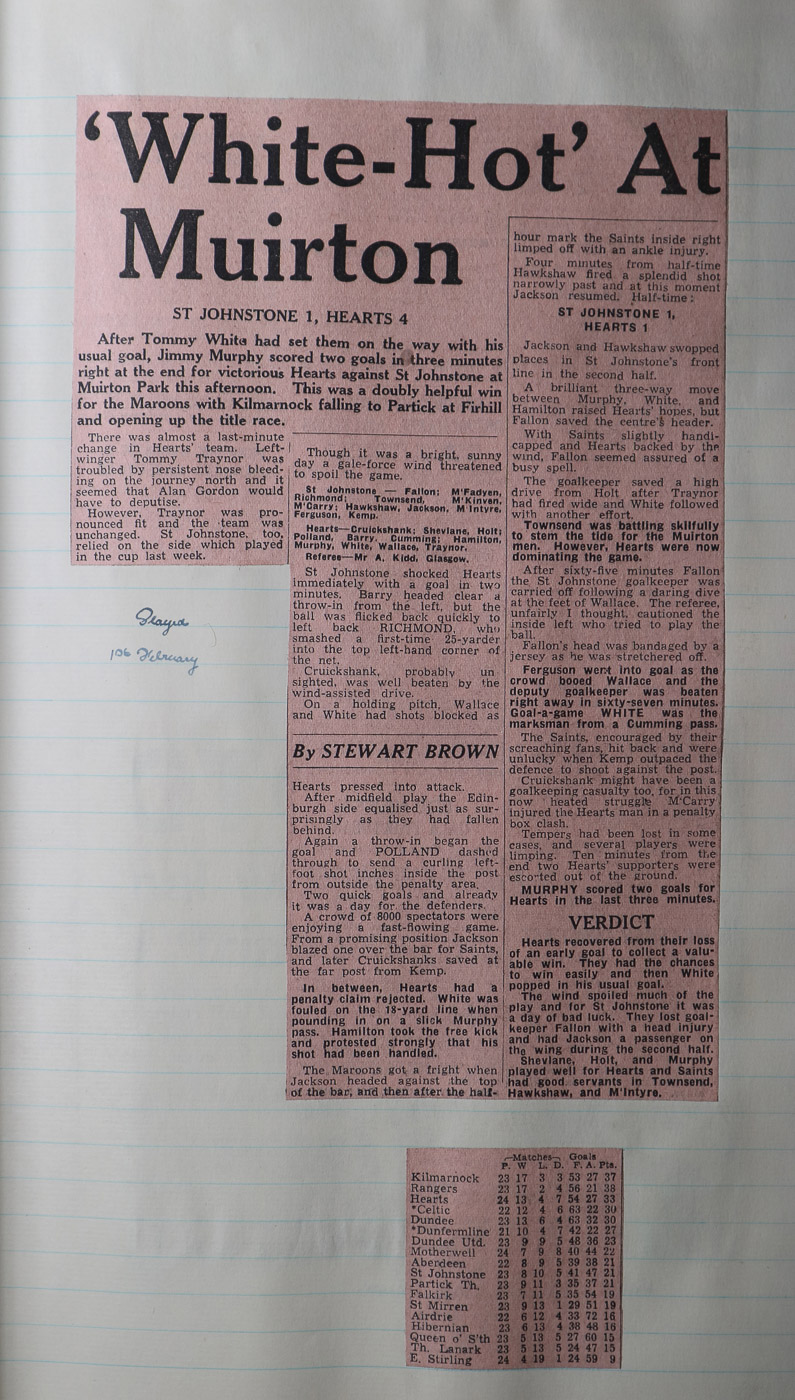 ‘White-Hot’ At
Muirton
ST JOHNSTONE 1, HEARTS 4
After Tommy White had set them on the way with his
usual goal, Jimmy Murphy scored two goals in three minutes
right at the end for victorious Hearts against St Johnstone at
Muirton Park this afternoon. This was a doubly helpful win
for the Maroons with Kilmarnock falling to Partick at Firhill
and opening up the title race.
There was almost a last-minute
change in Hearts' team. Left-
winger Tommy Traynor was
troubled by persistent nose bleed-
ing on the journey north and it
seemed that Alan Gordon would
have to deputise.
However, Traynor was pro-
nounced fit and the team was
unchanged. St Johnstone, too,
relied on the side which played
in the cup last week.
Played
1st February
Though it was a bright, sunny
day a gale-force wind threatened
to spoil the game.
St Johnstone — Fallon; M'Fadyen,
Richmond; Townsend, M'Kinven,
M'Carry; Hawkshaw, Jackson, M'Intyre,
Ferguson, Kemp.
Hearts—Cruickshank; Shevlane, Holt;
Polland, Barry, Cumming; Hamilton,
Murphy, White, Wallace, Traynor.
Referee—Mr A. Kidd, Glasgow.
St Johnstone shocked Hearts
immediately with a goal in two
minutes. Barry headed clear a
throw-in from the left, but the
ball was flicked back quickly to
left back RICHMOND, who
smashed a first-time 25-yarder
into the top left-hand corner of
the net.
Cruickshank, probably un
sighted, was well beaten by the
wind-assisted drive.
On a holding pitch, Wallace
and White had shots blocked as
By STEWART BROWN
Hearts pressed into attack.
After midfield play the Edin-
burgh side equalised just as sur-
prisingly as they had fallen
behind.
Again a throw-in began the
goal and POLLAND dashed
through to send a curling left-
foot shot inches inside the post
from outside the penalty area.
Two quick goals and already
it was a day for the defenders.
A crowd of 8000 spectators were
enjoying a fast-flowing game.
From a promising position Jackson
blazed one over the bar for Saints,
and later Cruickshanks saved at
the far post from Kemp.
In between, Hearts had a
penalty claim rejected. White was
fouled on the 18-yard line when
pounding in on a slick Murphy
pass. Hamilton took the free kick
and protested strongly that his
shot had been handled.
The Maroons got a fright when
Jackson headed against the top
of the bar, and then after the half-
hour mark the Saints inside right
limped off with an ankle injury.
Four minutes from half-time
Hawkshaw fired a splendid shot
narrowly past and at this moment
Jackson resumed. Half-time:
ST JOHNSTONE 1,
HEARTS 1
Jackson and Hawkshaw swopped
places in St Johnstone's front
line in the second half.
A brilliant three-way move
between Murphy, White, and
Hamilton raised Hearts' hopes, but
Fallon saved the centre's header.
With Saints slightly handi-
capped and Hearts backed by the
wind, Fallon seemed assured of a
busy spell.
The goalkeeper saved a high
drive from Holt after Traynor
had fired wide and White followed
with another effort.
Townsend was battling skilfully
to stem the tide for the Muirton
men. However, Hearts were now
dominating the game.
After sixty-five minutes Fallon
the St Johnstone goalkeeper was
carried off following a daring dive
at the feet of Wallace. The referee,
unfairly I thought, cautioned the
inside left who tried to play the
ball.
Fallon's head was bandaged by a
jersey as he was stretchered off.
Ferguson went into goal as the
crowd booed Wallace and the
deputy goalkeeper was beaten
right away in sixty-seven minutes.
Goal-a-game WHITE was the
marksman from a Cumming pass.
The Saints, encouraged by their
screaching fans, hit back and were
unlucky when Kemp outpaced the
defence to shoot against the post.
Cruickshank might have been a
goalkeeping casualty too, for in this
now heated struggle M'Carry
injured the Hearts man in a penalty
box clash.
Tempers had been lost in some
cases, and several players were
limping. Ten minutes from the
end two Hearts' supporters were
escorted out of the ground.
MURPHY scored two goals for
Hearts in the last three minutes.
VERDICT
Hearts recovered from their loss
of an early goal to collect a valu-
able win. They had the chances
to win easily and then White
popped in his usual goal.
The wind spoiled much of the
play and for St Johnstone it was
a day of bad luck. They lost goal-
keeper Fallon with a head injury
and had Jackson a passenger on
the wing during the second half.
Shevlane, Holt, and Murphy
played well for Hearts and Saints
had good servants in Townsend,
Hawkshaw, and M'Intyre.
Matches Goals
P. W. L. D. F. A. Pts.
Kilmarnock 23 17 3 3 53 27 37
Rangers 23 17 2 4 56 21 38
Hearts 24 13 4 7 54 27 33
*Celtic 22 12 4 6 63 22 30
Dundee 23 13 6 4 63 32 30
*Dunfermline 21 10 4 7 42 22 27
Dundee Utd. 23 9 9 5 48 36 23
Motherwell 24 7 9 8 40 44 22
Aberdeen 22 8 9 5 39 38 21
St Johnstone 23 8 10 5 41 47 21
Partick Th. 23 9 11 3 35 37 21
Falkirk 23 7 11 5 35 54 19
St Mirren 23 9 13 1 29 51 19
Airdrie 22 6 12 4 33 72 16
Hibernian 23 6 13 4 38 48 16
Queen o' S'th 23 5 13 5 27 60 15
Th. Lanark 23 5 13 5 24 47 15
E. Stirling 24 4 19 1 24 59 9